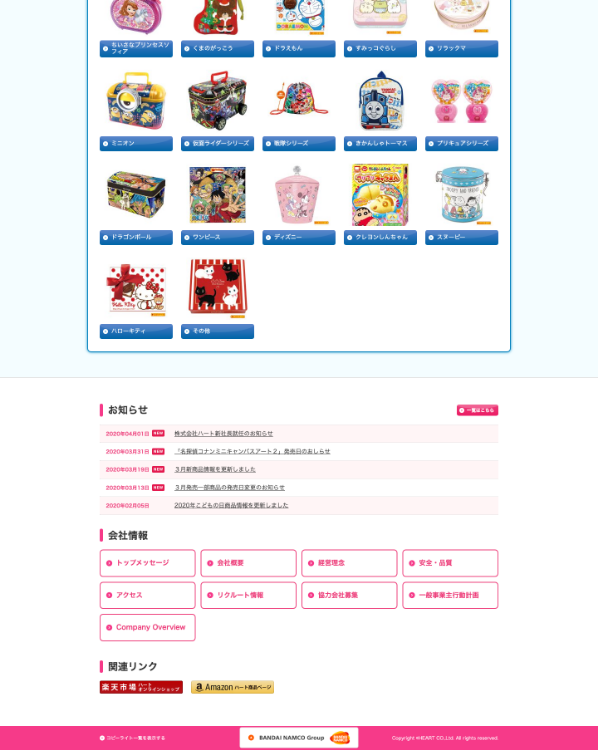 ちいさなプリンセスソフィア
くまのがっこう
ドラえもん
すみっコぐらし
リラックマ
ミニオン
仮面ライダーシリーズ
戦隊シリーズ
きかんしゃトーマス
プリキュアシリーズ
ドラゴンボール
ワンピース
ディズニー
クレヨンしんちゃん
スヌーピー
ハローキティ
その他
お知らせ
一覧はこちら
2020年04月01日 NEW 株式会社ハート新社長就任のお知らせ
2020年03月31日 NEW 「名探偵コナンミニキャンバスアート2」発売日のおしらせ
2020年03月19日 NEW 3月新商品情報を更新しました
2020年03月13日 NEW 3月発売一部商品の発売日変更のお知らせ
2020年02月05日 2020年こどもの日商品情報を更新しました
会社情報
トップメッセージ
会社概要
経営理念
安全・品質
アクセス
リクルート情報
協力会社募集
一般事業主行動計画
Company Overview
関連リンク
楽天市場 ハートオンラインショップ
Amazon ハート商品ページ
コピーライト一覧を表示する
BANDAI NAMCO Group
Copyright ©HEART CO.,Ltd. All rights reserved.